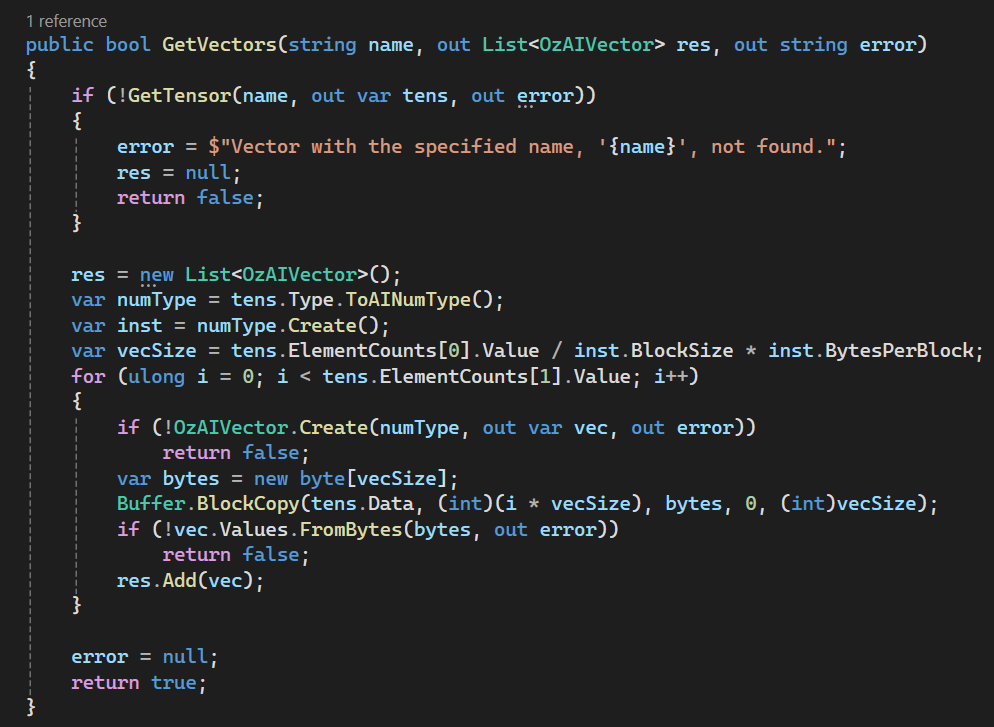 1 reference
public bool GetVectors(string name, out List<OzAIVector> res, out string error)
{
    if (!GetTensor(name, out var tens, out error))
    {
        error = $"Vector with the specified name, '{name}', not found.";
        res = null;
        return false;
    }

    res = new List<OzAIVector>();
    var numType = tens.Type.ToAINumType();
    var inst = numType.Create();
    var vecSize = tens.ElementCounts[0].Value / inst.BlockSize * inst.BytesPerBlock;
    for (ulong i = 0; i < tens.ElementCounts[1].Value; i++)
    {
        if (!OzAIVector.Create(numType, out var vec, out error))
            return false;
        var bytes = new byte[vecSize];
        Buffer.BlockCopy(tens.Data, (int)(i * vecSize), bytes, 0, (int)vecSize);
        if (!vec.Values.FromBytes(bytes, out error))
            return false;
        res.Add(vec);
    }

    error = null;
    return true;
}